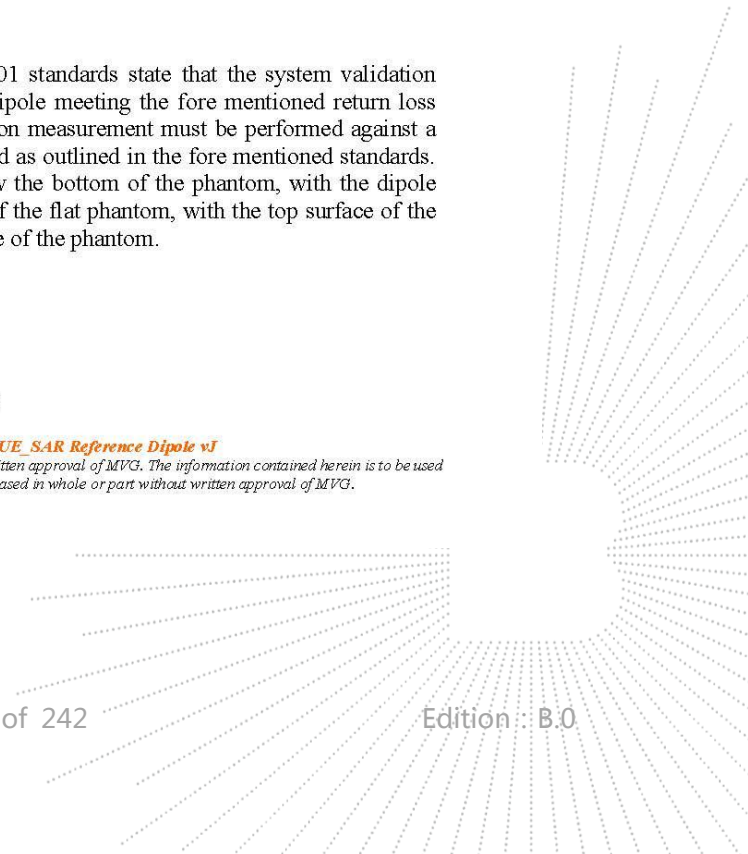 01 standards state that the system validation
ipole meeting the fore mentioned return loss
on measurement must be performed against a
d as outlined in the fore mentioned standards.
w the bottom of the phantom, with the dipole
f the flat phantom, with the top surface of the
e of the phantom.
UE_SAR Reference Dipole vJ
itten approval of MVG. The information contained herein is to be used
ased in whole or part without written approval of MVG.
of 242 Edition : B.0